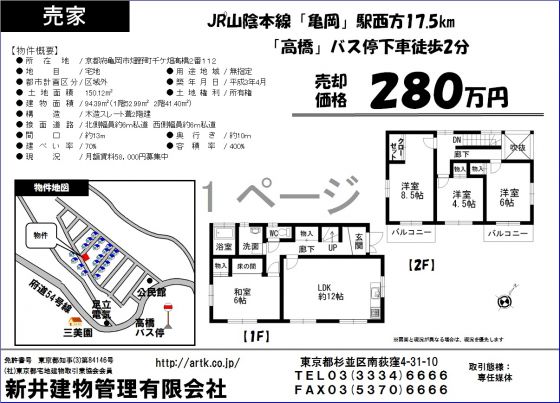 売家
JR山陰本線「亀岡」駅西方17.5km
「高橋」バス停下車徒歩2分
売却価格 280万円
【物件概要】
● 所在地 / 京都府亀岡市畑野町千ケ畑高橋2番112
● 地目 / 宅地 ● 用途地域 / 無指定
● 都市計画区分 / 区域外 ● 築年月日 / 平成3年4月
● 土地面積 150.12㎡ ● 土地権利 / 所有権
● 建物面積 / 94.39㎡(1階52.99㎡ 2階41.40㎡)
● 構造 / 木造スレート葺2階建
● 接面道路 / 北側幅員約6m私道 西側幅員約6m私道
● 間口 / 約13m ● 奥行き / 約10m
● 建ぺい率 / 70% ● 容積率 / 400%
● 現況 / 月額賃料58,000円募集中
1 ページ
物件地図
物件
府道54号線
足立電気
公民館
三美園
高橋バス停
クローゼット
DN
廊下
吹抜
洋室 8.5帖
物入
物入
洋室 4.5帖
洋室 6帖
バルコニー
バルコニー
【2F】
浴室
洗面
WC
物入
廊下
UP
玄関
物入
床の間
和室 6帖
LDK 約12帖
【1F】
※図面と現況が異なる場合は、現況を優先します
免許番号 東京都知事(3)第84146号
(社)東京都宅地建物取引業協会会員
新井建物管理有限会社
http://artk.co.jp/
東京都杉並区南荻窪4-31-10
TEL03(3334)6666
FAX03(5370)6666
取引態様:
専任媒体